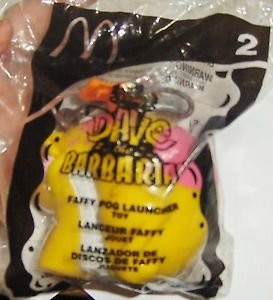 2
DAVE
THE
BARBARIAN
FAFFY POG LAUNCHER
TOY
LANCEUR FAFFY
JOUET
LANZADOR DE
DISCOS DE FAFFY
JUGUETE